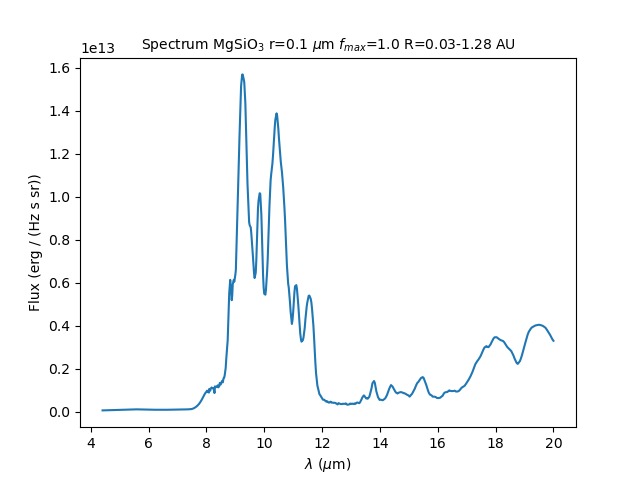 Spectrum MgSiO₃ r=0.1 μm f_max=1.0 R=0.03-1.28 AU
1e13
1.6
1.4
1.2
1.0
0.8
0.6
0.4
0.2
0.0
Flux (erg / (Hz s sr))
4 6 8 10 12 14 16 18 20
λ (μm)